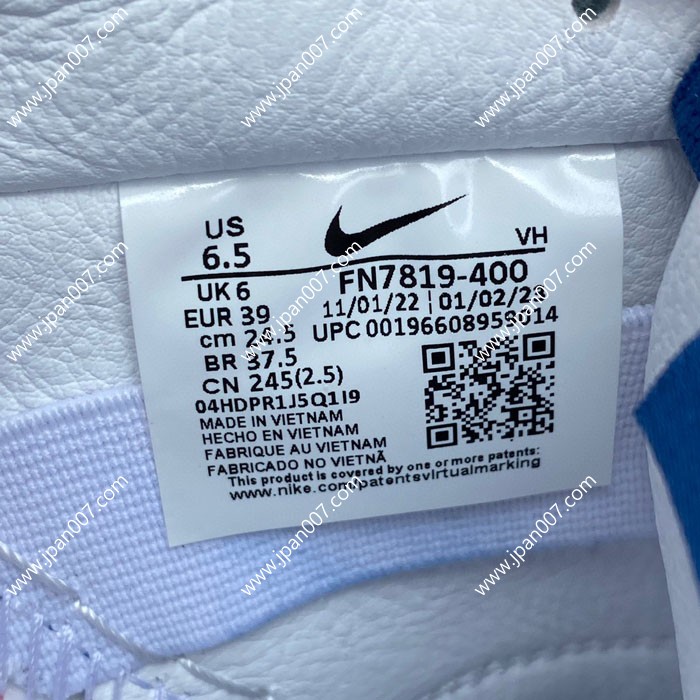 US
6.5
VH
UK 6
FN7819-400
EUR 39
11/01/22 | 01/02/23
cm 24.5
UPC 00196608958014
BR 37.5
CN 245(2.5)
04HDPR1J5Q1I9
MADE IN VIETNAM
HECHO EN VIETNAM
FABRIQUE AU VIETNAM
FABRICADO NO VIETNÃ
This product is covered by one or more patents:
www.nike.com/patentsvirtualmarking
www.jpan007.com